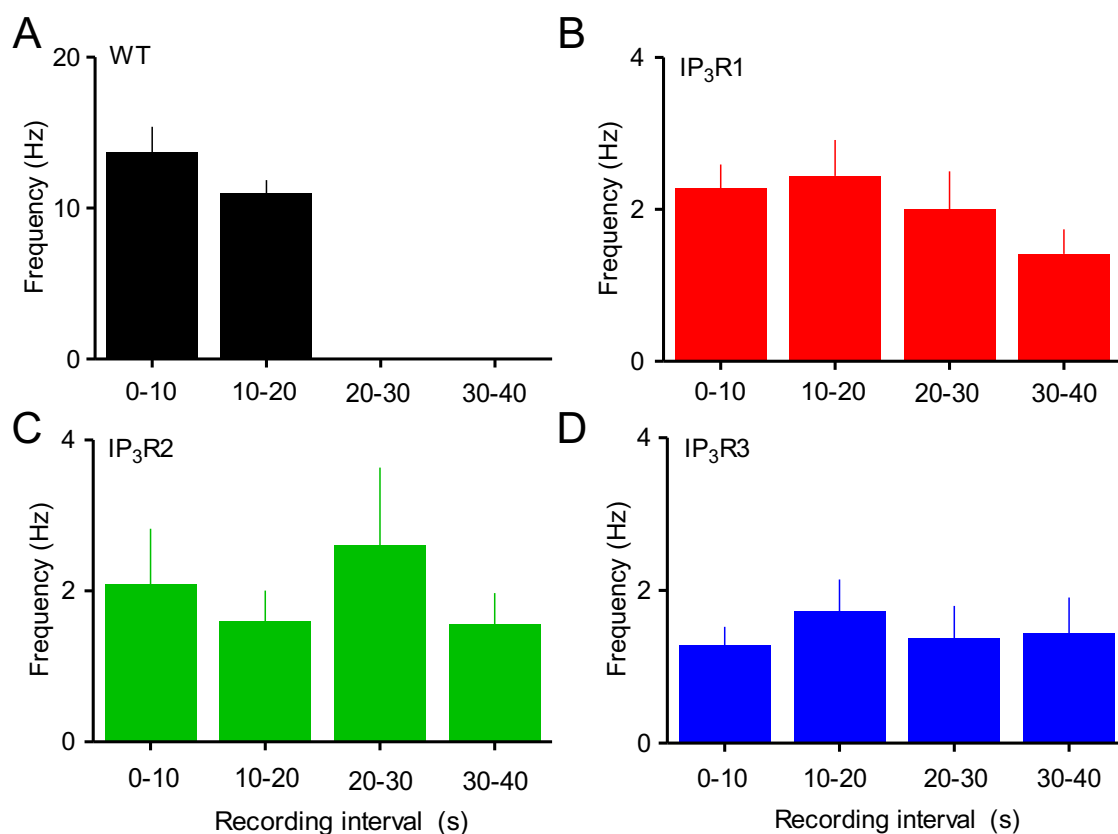 A
WT
Frequency (Hz)
20
10
0
0-10 10-20 20-30 30-40
B
IP₃R1
Frequency (Hz)
4
2
0
0-10 10-20 20-30 30-40
C
IP₃R2
Frequency (Hz)
4
2
0
0-10 10-20 20-30 30-40
Recording interval (s)
D
IP₃R3
Frequency (Hz)
4
2
0
0-10 10-20 20-30 30-40
Recording interval (s)